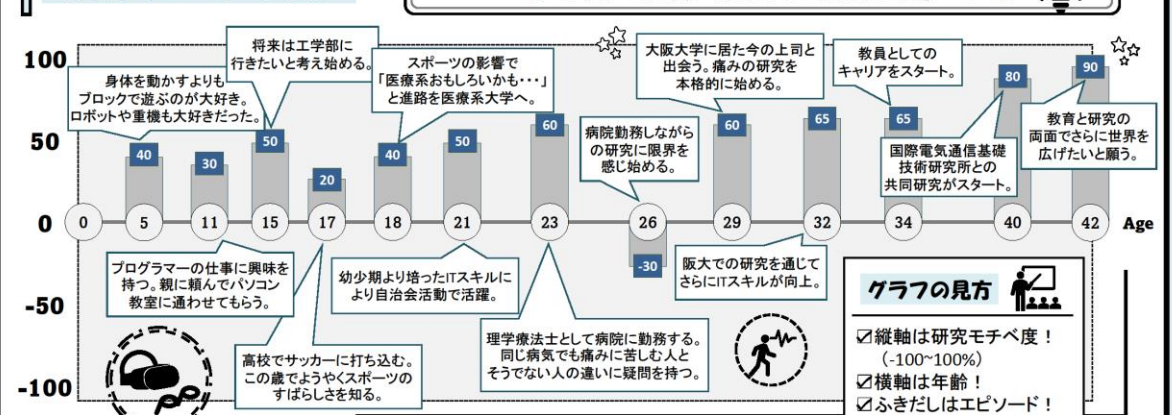 100
50
0
-50
-100
身体を動かすよりも
ブロックで遊ぶのが大好き。
ロボットや重機も大好きだった。
将来は工学部に
行きたいと考え始める。
スポーツの影響で
「医療系おもしろいかも・・・」
と進路を医療系大学へ。
病院勤務しながら
の研究に限界を
感じ始める。
大阪大学に居た今の上司と
出会う。痛みの研究を
本格的に始める。
教員としての
キャリアをスタート。
国際電気通信基礎
技術研究所との
共同研究がスタート。
教育と研究の
両面でさらに世界を
広げたいと願う。
40
30
50
20
40
50
60
-30
60
65
65
80
90
0
5
11
15
17
18
21
23
26
29
32
34
40
42
Age
プログラマーの仕事に興味を
持つ。親に頼んでパソコン
教室に通わせてもらう。
高校でサッカーに打ち込む。
この歳でようやくスポーツの
すばらしさを知る。
幼少期より培ったITスキルに
より自治会活動で活躍。
理学療法士として病院に勤務する。
同じ病気でも痛みに苦しむ人と
そうでない人の違いに疑問を持つ。
阪大での研究を通じて
さらにITスキルが向上。
グラフの見方
☑縦軸は研究モチベ度！
(-100~100%)
☑横軸は年齢！
☑ふきだしはエピソード！